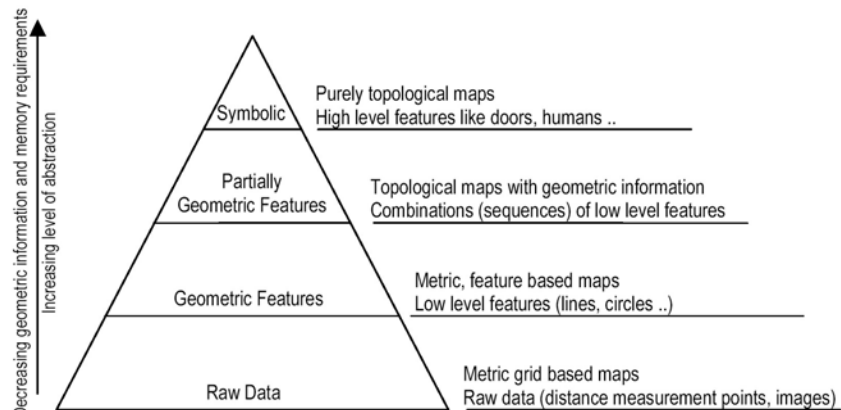 Decreasing geometric information and memory requirements
Increasing level of abstraction
Symbolic
Purely topological maps
High level features like doors, humans ..
Partially
Geometric Features
Topological maps with geometric information
Combinations (sequences) of low level features
Geometric Features
Metric, feature based maps
Low level features (lines, circles ..)
Raw Data
Metric grid based maps
Raw data (distance measurement points, images)